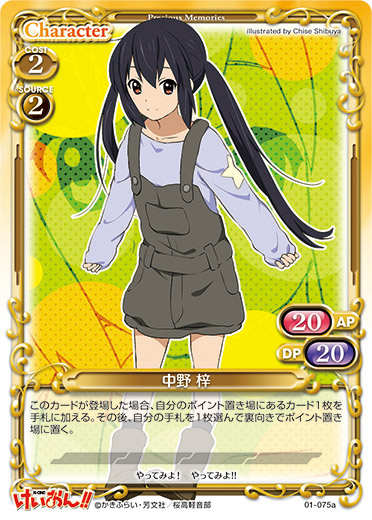 Precious Memories
Character
illustrated by Chise Shibuya
COST
2
SOURCE
2
20 AP
DP 20
中野 梓
このカードが登場した場合、自分のポイント置き場にあるカード1枚を
手札に加える。その後、自分の手札を1枚選んで裏向きでポイント置き
場に置く。
やってみよ! やってみよ!!
K-ON!!
けいおん!!
©かきふらい・芳文社／桜高軽音部
01-075a